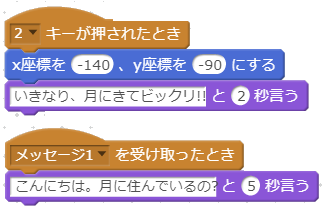 2 キーが押されたとき
x座標を -140 、y座標を -90 にする
いきなり、月にきてビックリ!! と 2 秒言う
メッセージ1 を受け取ったとき
こんにちは。月に住んでいるの? と 5 秒言う